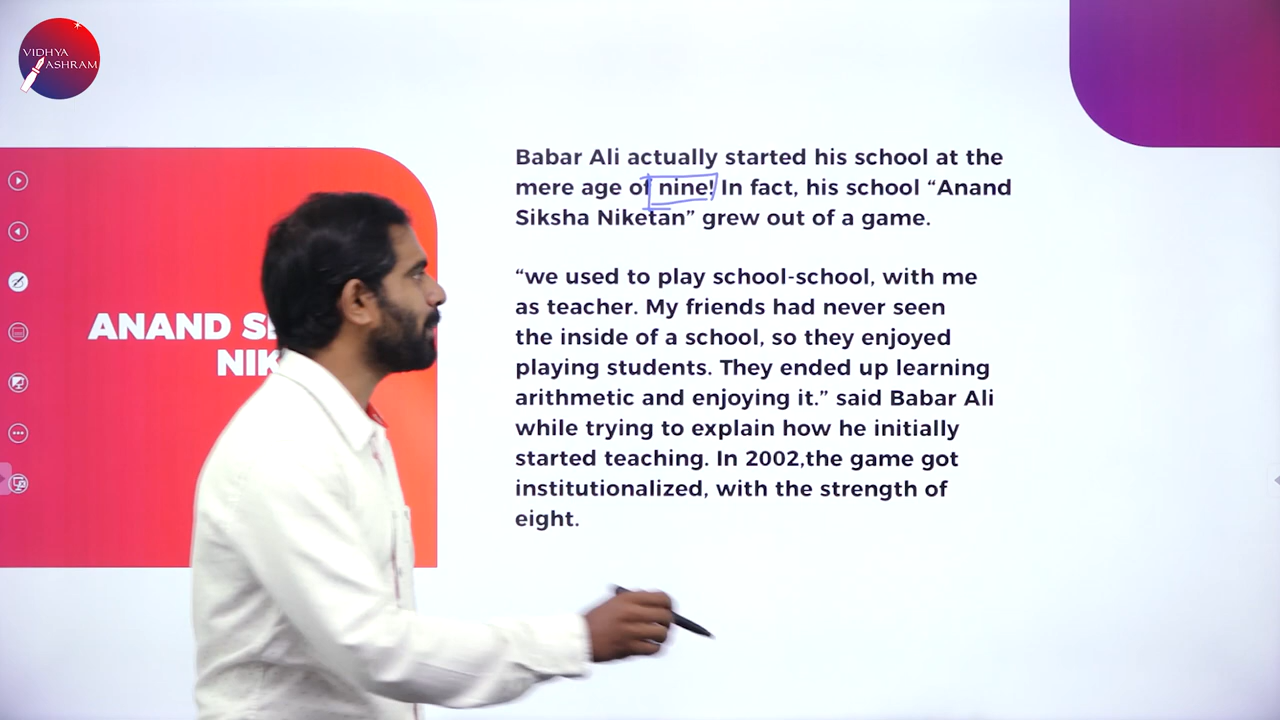 VIDHYA
ASHRAM
ANAND
NIK
Babar Ali actually started his school at the
mere age of nine! In fact, his school “Anand
Siksha Niketan” grew out of a game.
“we used to play school-school, with me
as teacher. My friends had never seen
the inside of a school, so they enjoyed
playing students. They ended up learning
arithmetic and enjoying it.” said Babar Ali
while trying to explain how he initially
started teaching. In 2002,the game got
institutionalized, with the strength of
eight.